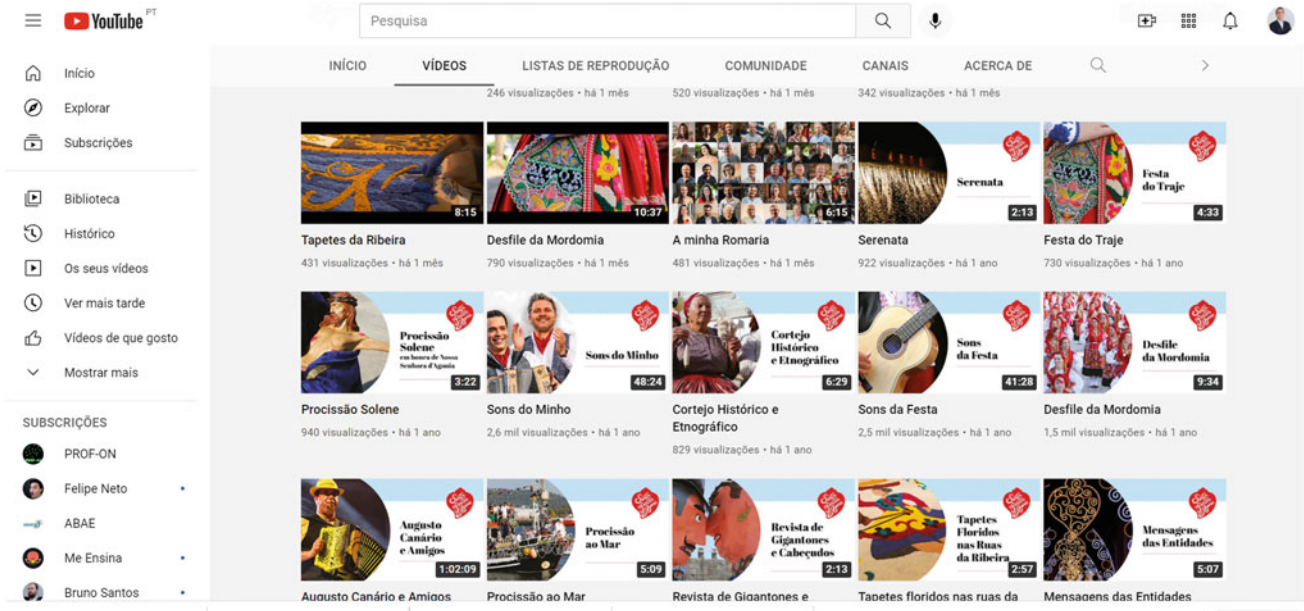 YouTube PT
Pesquisa
Início
Explorar
Subscrições
Biblioteca
Histórico
Os seus vídeos
Ver mais tarde
Vídeos de que gosto
Mostrar mais
SUBSCRIÇÕES
PROF-ON
Felipe Neto
ABAE
Me Ensina
Bruno Santos
INÍCIO VÍDEOS LISTAS DE REPRODUÇÃO COMUNIDADE CANAIS ACERCA DE
246 visualizações • há 1 mês 520 visualizações • há 1 mês 342 visualizações • há 1 mês
8:15
10:37
6:15
Serenata
2:13
Festa
do Traje
4:33
Tapetes da Ribeira
431 visualizações • há 1 mês
Desfile da Mordomia
790 visualizações • há 1 mês
A minha Romaria
481 visualizações • há 1 mês
Serenata
922 visualizações • há 1 ano
Festa do Traje
730 visualizações • há 1 ano
Procissão
Solene
em honra de Nossa
Senhora d'Agonia
3:22
Sons do Minho
48:24
Cortejo
Histórico
e Etnográfico
6:29
Sons
da Festa
41:28
Desfile
da Mordomia
9:34
Procissão Solene
940 visualizações • há 1 ano
Sons do Minho
2,6 mil visualizações • há 1 ano
Cortejo Histórico e
Etnográfico
829 visualizações • há 1 ano
Sons da Festa
2,5 mil visualizações • há 1 ano
Desfile da Mordomia
1,5 mil visualizações • há 1 ano
Augusto
Canário
e Amigos
1:02:09
Procissão
ao Mar
5:09
Revista de
Gigantones
e Cabeçudos
2:13
Tapetes
Floridos
nas Ruas
da Ribeira
2:57
Mensagens
das Entidades
5:07
Augusto Canário e Amigos
Procissão ao Mar
Revista de Gigantones e
Tapetes floridos nas ruas da
Mensagens das Entidades